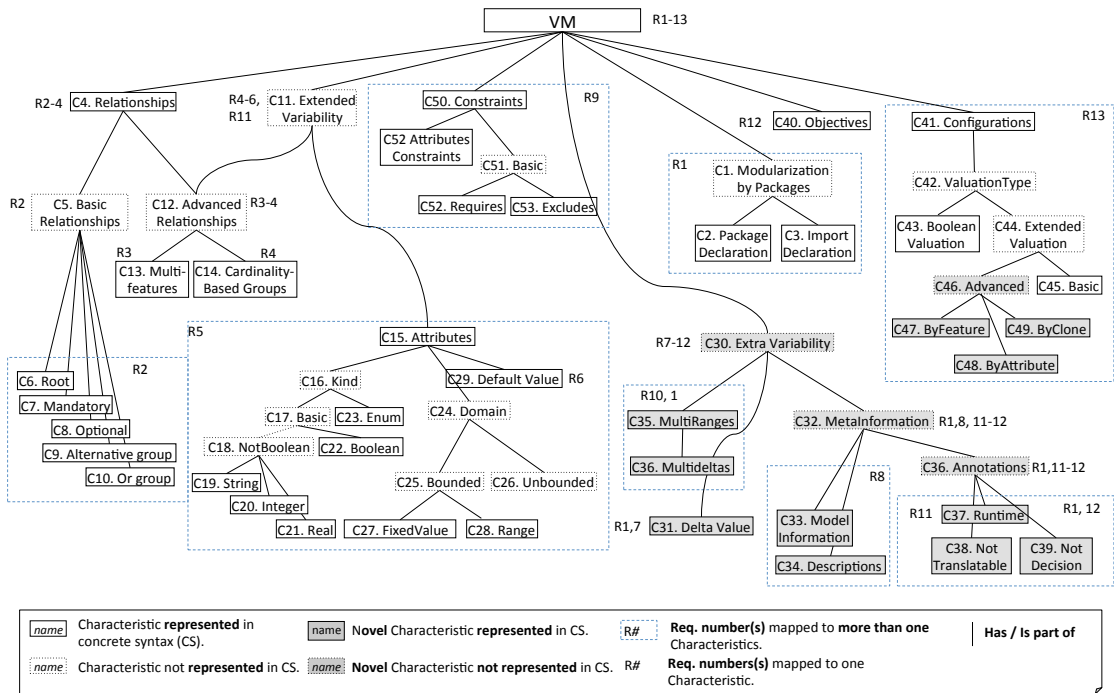 VM
R1-13
R2-4
C4. Relationships
R4-6,
R11
C11. Extended
Variability
C50. Constraints
R9
C52 Attributes
Constraints
C51. Basic
C52. Requires
C53. Excludes
R12
C40. Objectives
R1
C1. Modularization
by Packages
C2. Package
Declaration
C3. Import
Declaration
C41. Configurations
R13
C42. ValuationType
C43. Boolean
Valuation
C44. Extended
Valuation
C46. Advanced
C45. Basic
C47. ByFeature
C49. ByClone
C48. ByAttribute
R2
C5. Basic
Relationships
C12. Advanced
Relationships
R3-4
R3
C13. Multi-
features
R4
C14. Cardinality-
Based Groups
R2
C6. Root
C7. Mandatory
C8. Optional
C9. Alternative group
C10. Or group
R5
C15. Attributes
C16. Kind
C29. Default Value
R6
C17. Basic
C23. Enum
C24. Domain
C18. NotBoolean
C22. Boolean
C19. String
C20. Integer
C21. Real
C25. Bounded
C26. Unbounded
C27. FixedValue
C28. Range
R7-12
C30. Extra Variability
R10, 1
C35. MultiRanges
C36. Multideltas
R1,7
C31. Delta Value
C32. MetaInformation
R1,8, 11-12
R8
C33. Model
Information
C34. Descriptions
C36. Annotations
R1,11-12
R11
C37. Runtime
R1, 12
C38. Not
Translatable
C39. Not
Decision
name
Characteristic represented in
concrete syntax (CS).
name
Novel Characteristic represented in CS.
R#
Req. number(s) mapped to more than one
Characteristics.
Has / Is part of
name
Characteristic not represented in CS.
name
Novel Characteristic not represented in CS.
R#
Req. numbers(s) mapped to one
Characteristic.